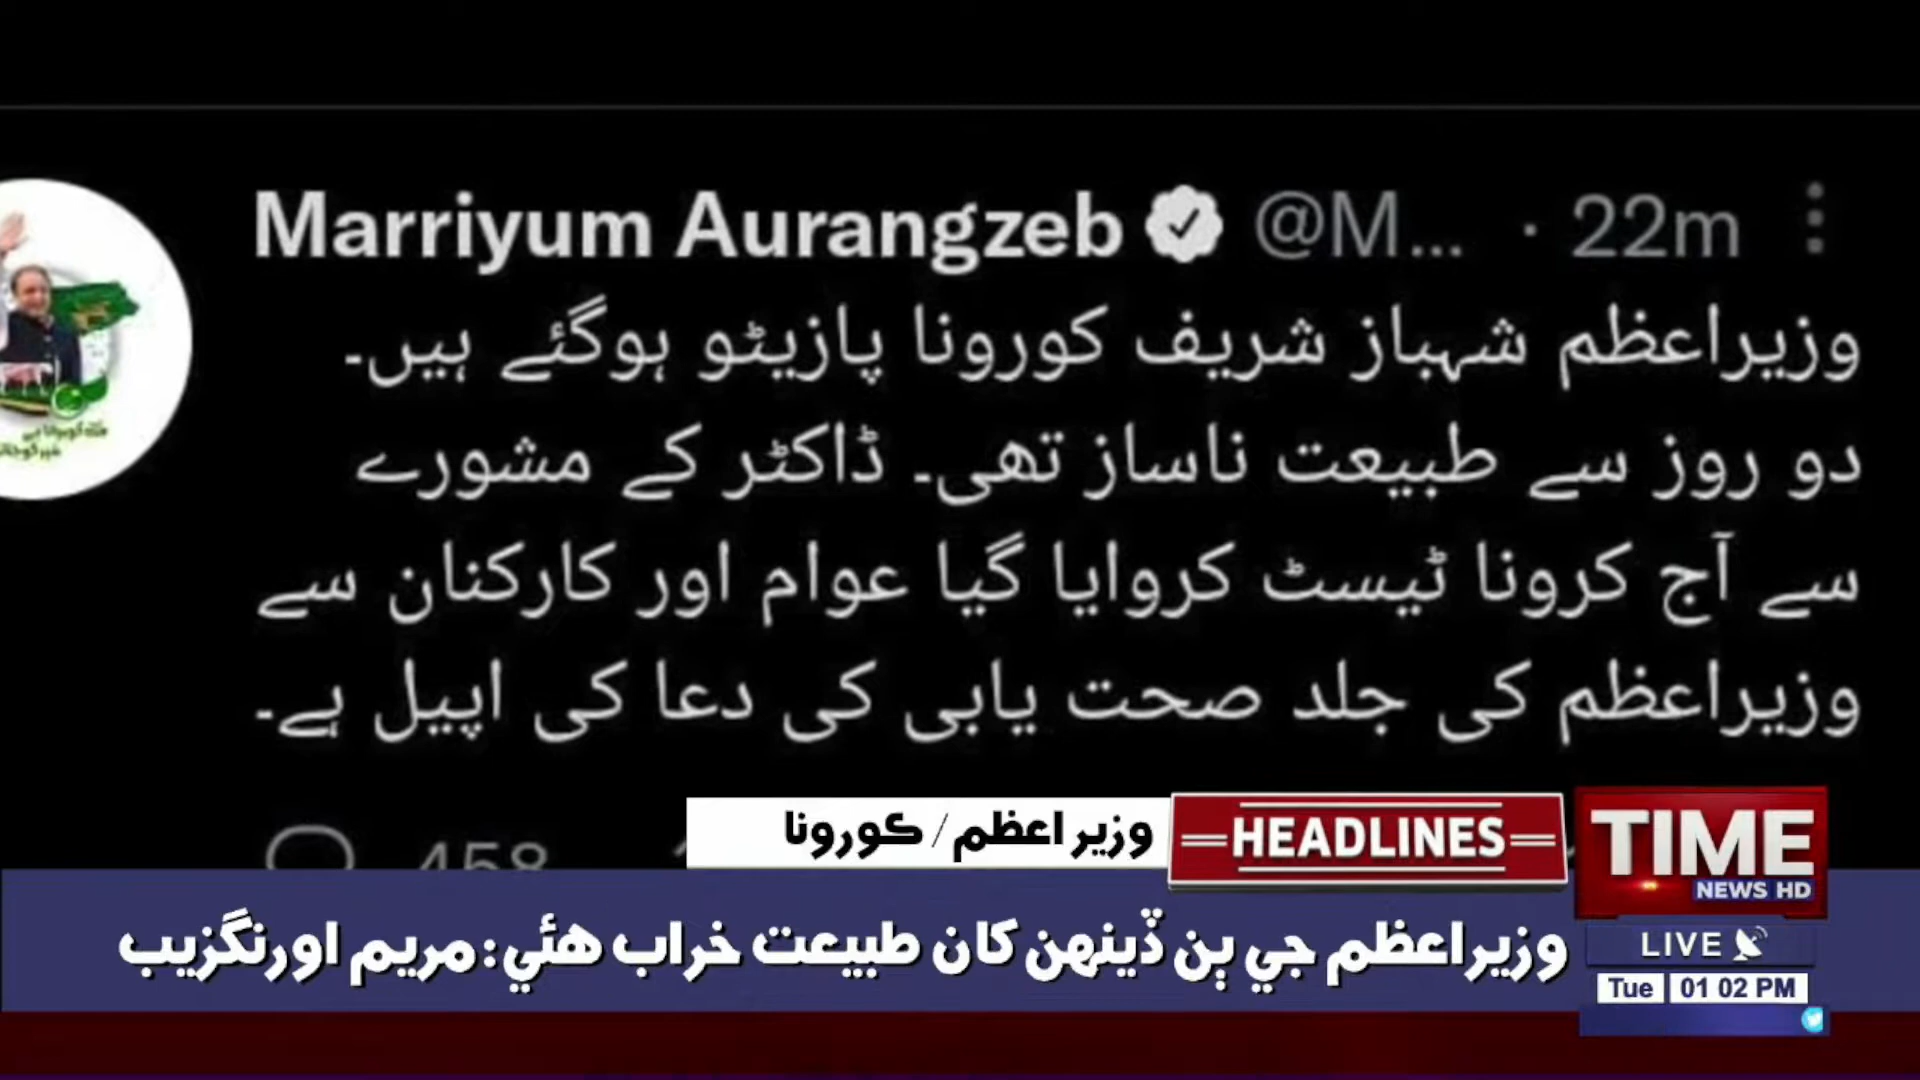 Marriyum Aurangzeb @M... · 22m
وزیراعظم شہباز شریف کورونا پازیٹو ہوگئے ہیں۔
دو روز سے طبیعت ناساز تھی۔ ڈاکٹر کے مشورے
سے آج کرونا ٹیسٹ کروایا گیا عوام اور کارکنان سے
وزیراعظم کی جلد صحت یابی کی دعا کی اپیل ہے۔
458
وزير اعظم/ ڪورونا
HEADLINES
TIME
NEWS HD
وزيراعظم جي ٻن ڏينهن کان طبيعت خراب هئي: مريم اورنگزيب
LIVE
Tue 01 02 PM